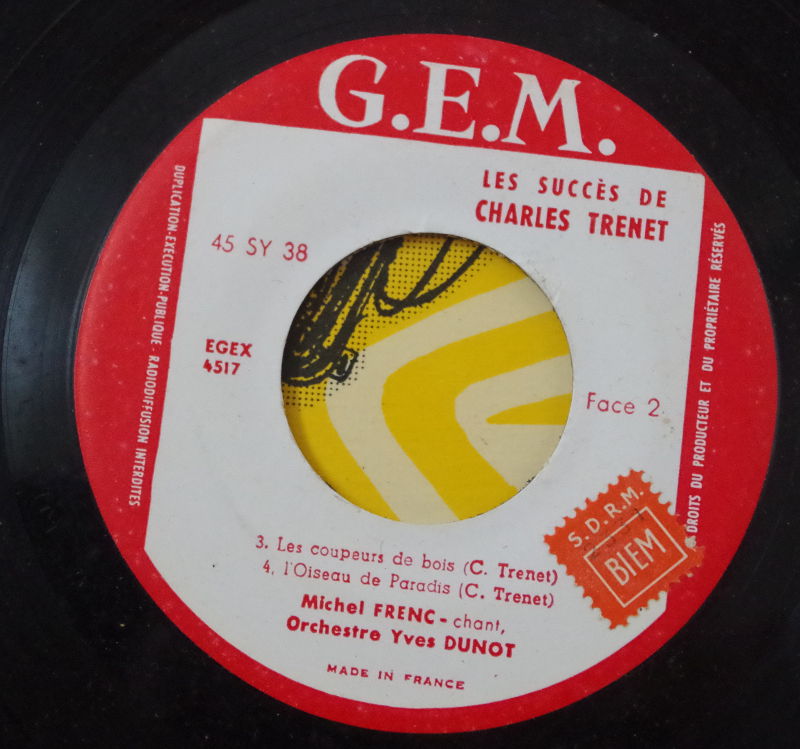 G.E.M.
LES SUCCÈS DE
CHARLES TRENET
45 SY 38
EGEX
4517
Face 2
DUPLICATION-EXÉCUTION-PUBLIQUE - RADIODIFFUSION INTERDITES
DROITS DU PRODUCTEUR ET DU PROPRIÉTAIRE RÉSERVÉS
S.D.R.M.
BIEM
3. Les coupeurs de bois (C. Trenet)
4. l'Oiseau de Paradis (C. Trenet)
Michel FRENC - chant,
Orchestre Yves DUNOT
MADE IN FRANCE